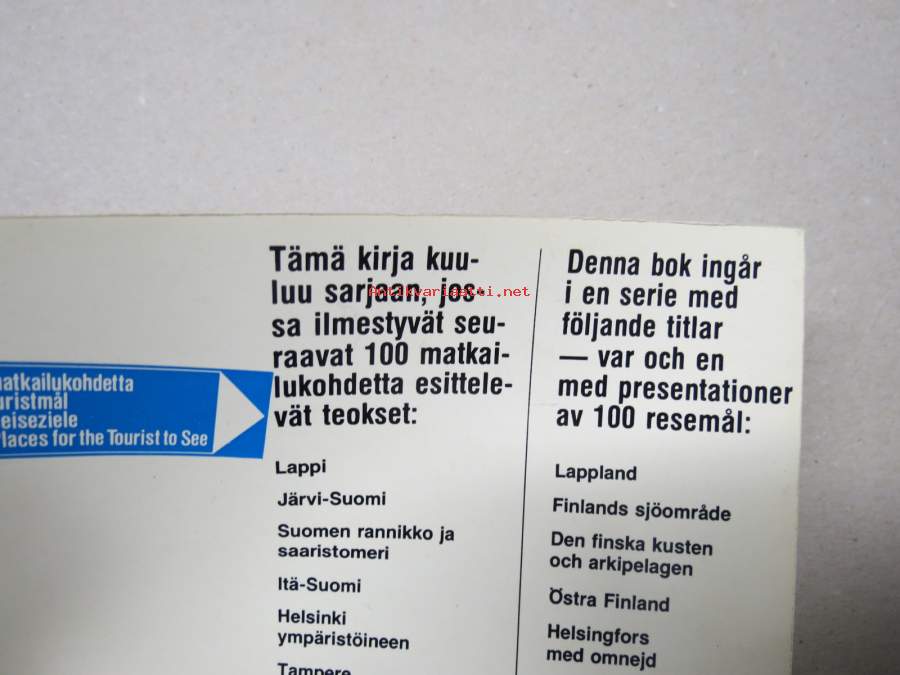 matkailukohdetta
uristmål
eiseziele
laces for the Tourist to See
Tämä kirja kuu-
luu sarjaan, jos-
sa ilmestyvät seu-
raavat 100 matkai-
lukohdetta esittele-
vät teokset:
Lappi
Järvi-Suomi
Suomen rannikko ja
saaristomeri
Itä-Suomi
Helsinki
ympäristöineen
Tampere
Denna bok ingår
i en serie med
följande titlar
— var och en
med presentationer
av 100 resemål:
Lappland
Finlands sjöområde
Den finska kusten
och arkipelagen
Östra Finland
Helsingfors
med omnejd
Antikvariaatti.net